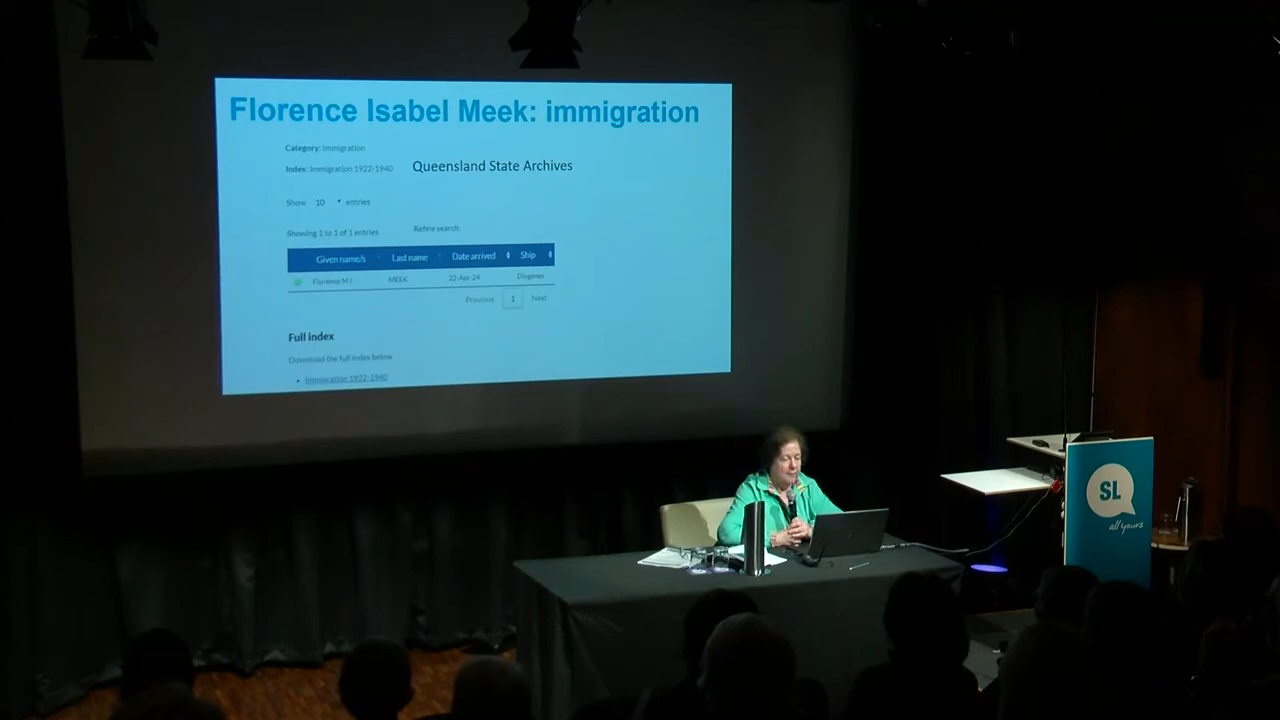 Florence Isabel Meek: immigration
Category: Immigration
Index: Immigration 1922-1940
Queensland State Archives
Show 10 entries
Showing 1 to 1 of 1 entries
Refine search:
Given name/s Last name Date arrived Ship
Florence M I MEEK 22-Apr-24 Diogenes
Previous 1 Next
Full index
Download the full index below
Immigration 1922-1940
SL
all yours